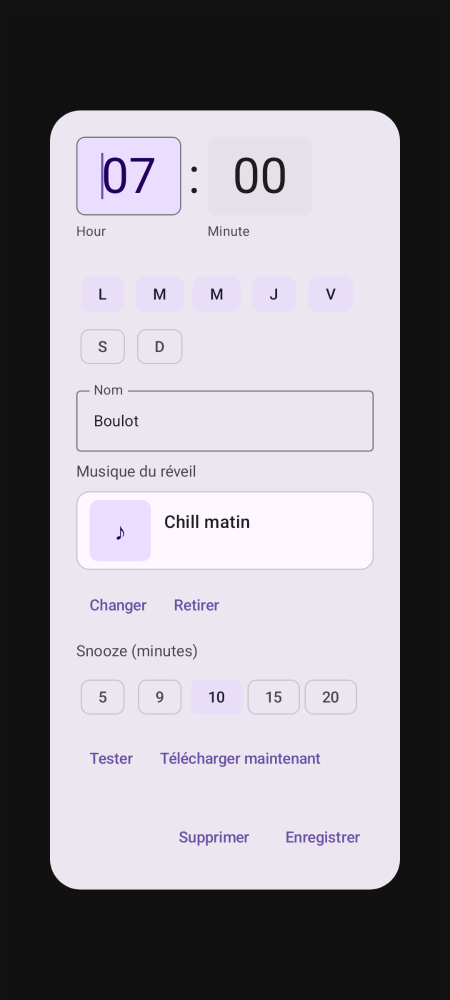 07 : 00
Hour Minute
L M M J V
S D
Nom
Boulot
Musique du réveil
♪ Chill matin
Changer Retirer
Snooze (minutes)
5 9 10 15 20
Tester Télécharger maintenant
Supprimer Enregistrer